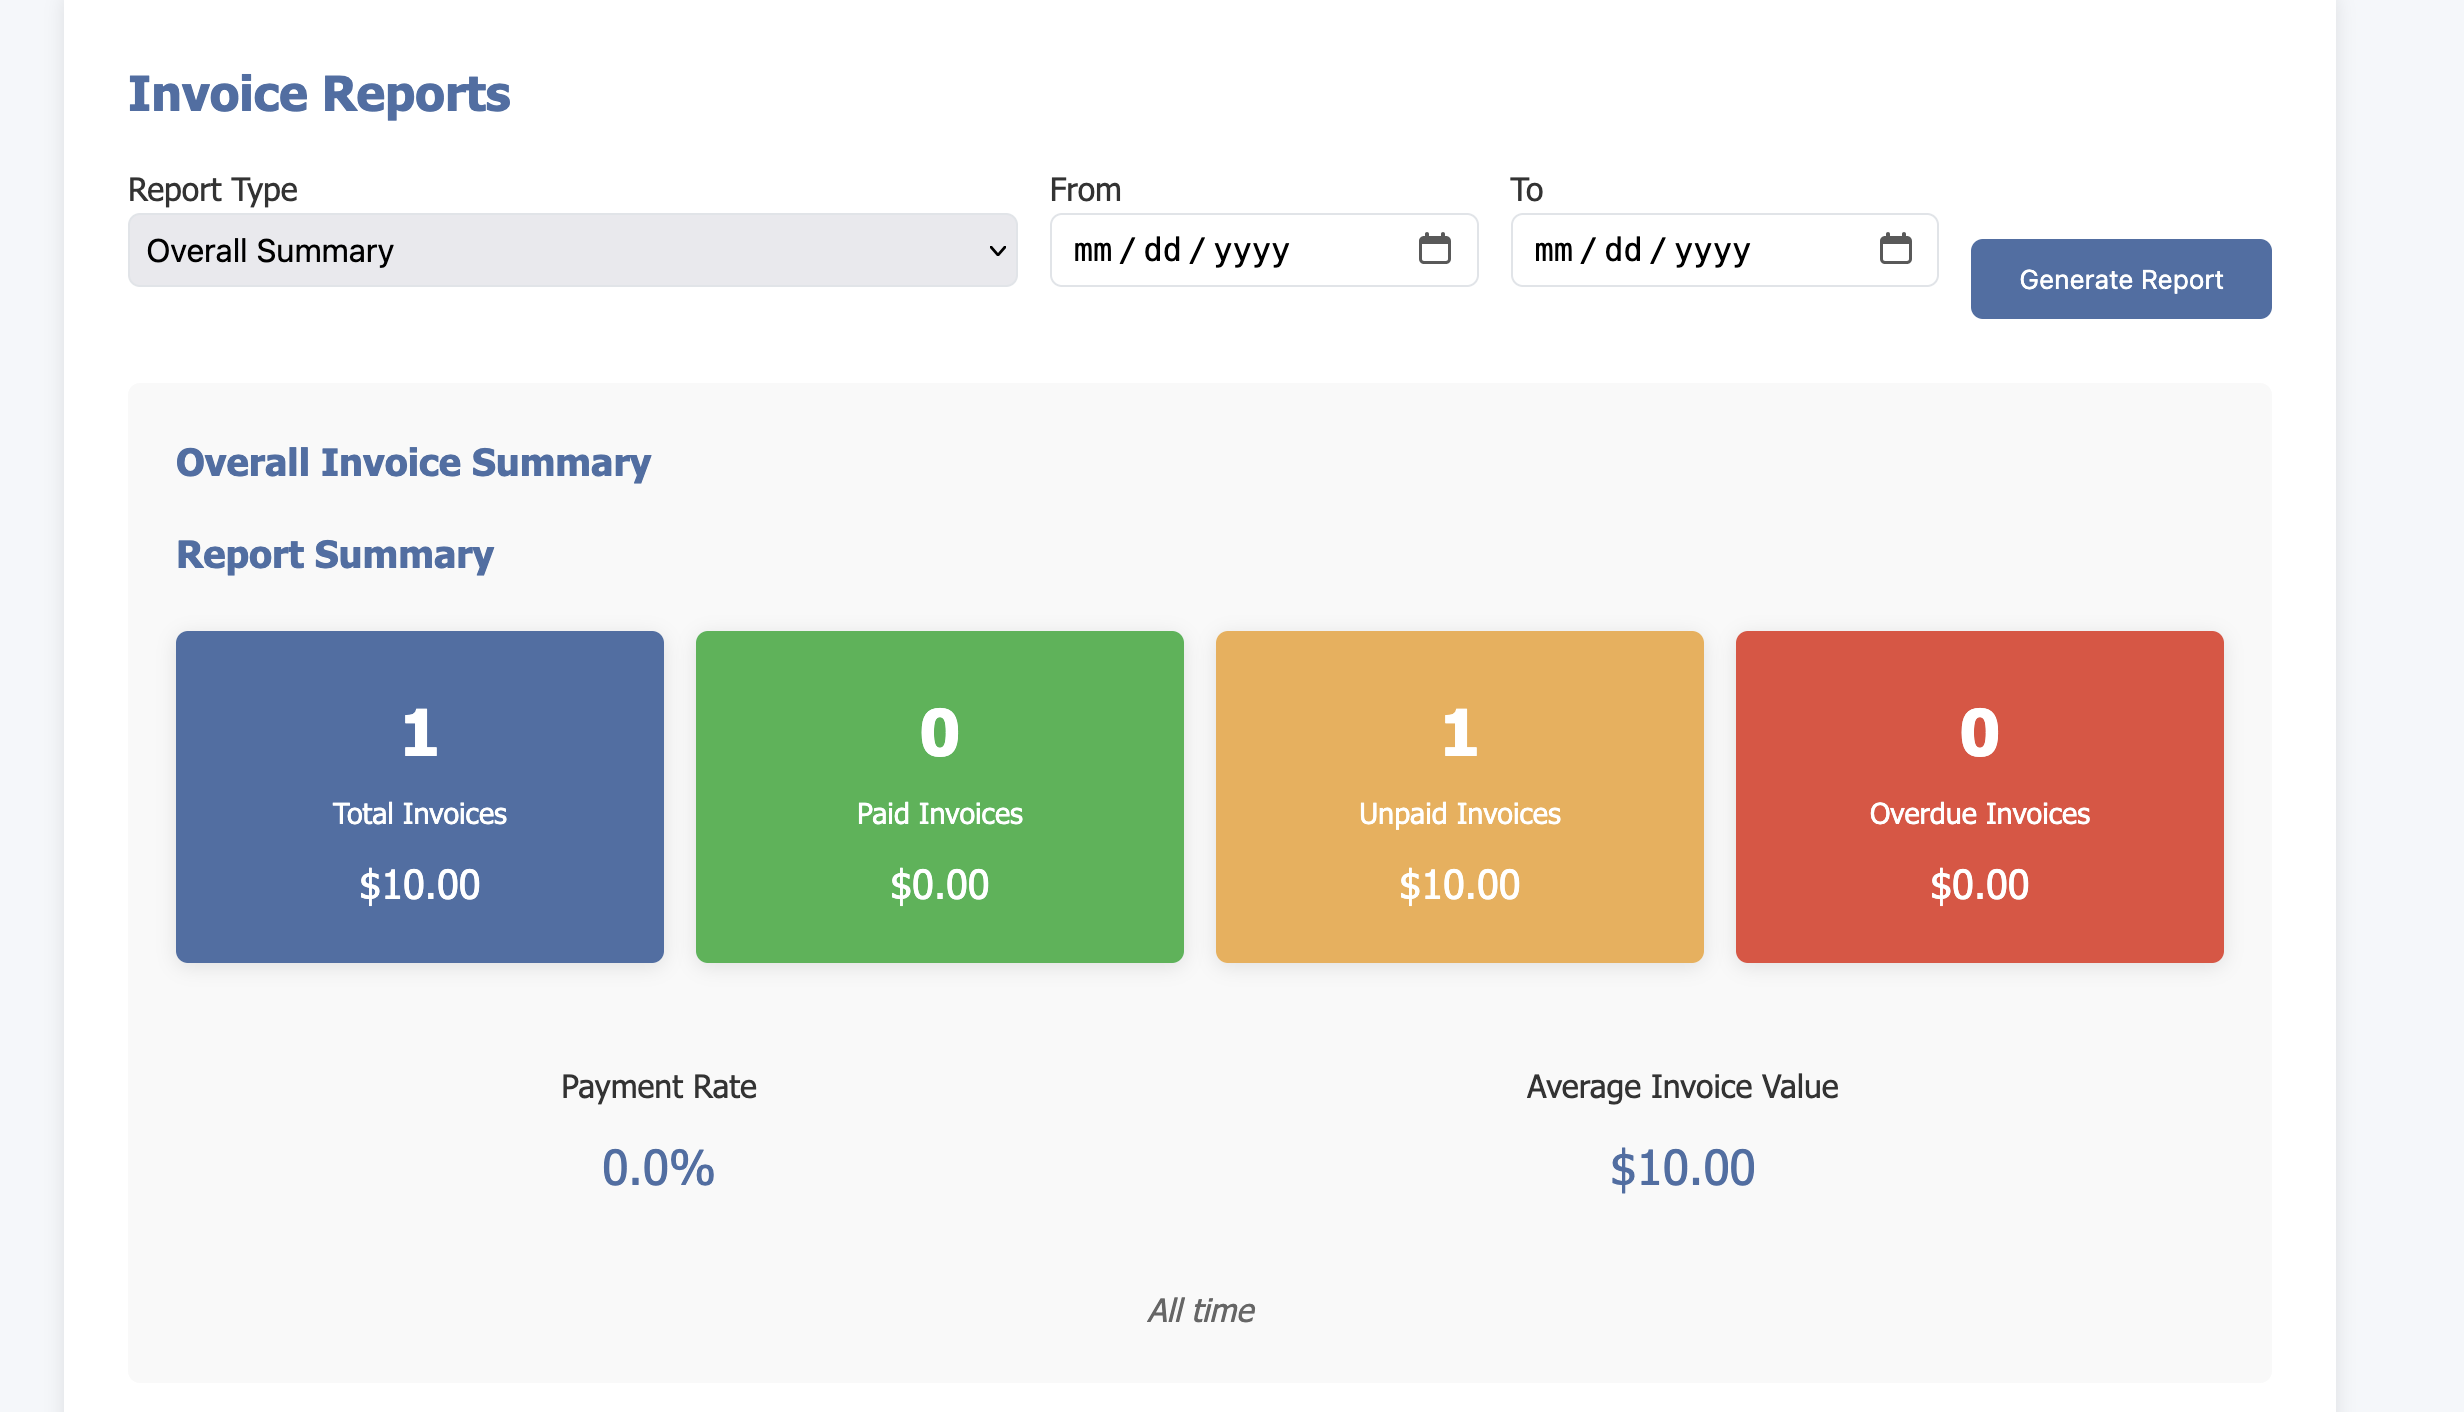 Invoice Reports
Report Type
From
To
Overall Summary
mm/dd/yyyy
mm/dd/yyyy
Generate Report
Overall Invoice Summary
Report Summary
1
Total Invoices
$10.00
0
Paid Invoices
$0.00
1
Unpaid Invoices
$10.00
0
Overdue Invoices
$0.00
Payment Rate
0.0%
Average Invoice Value
$10.00
All time